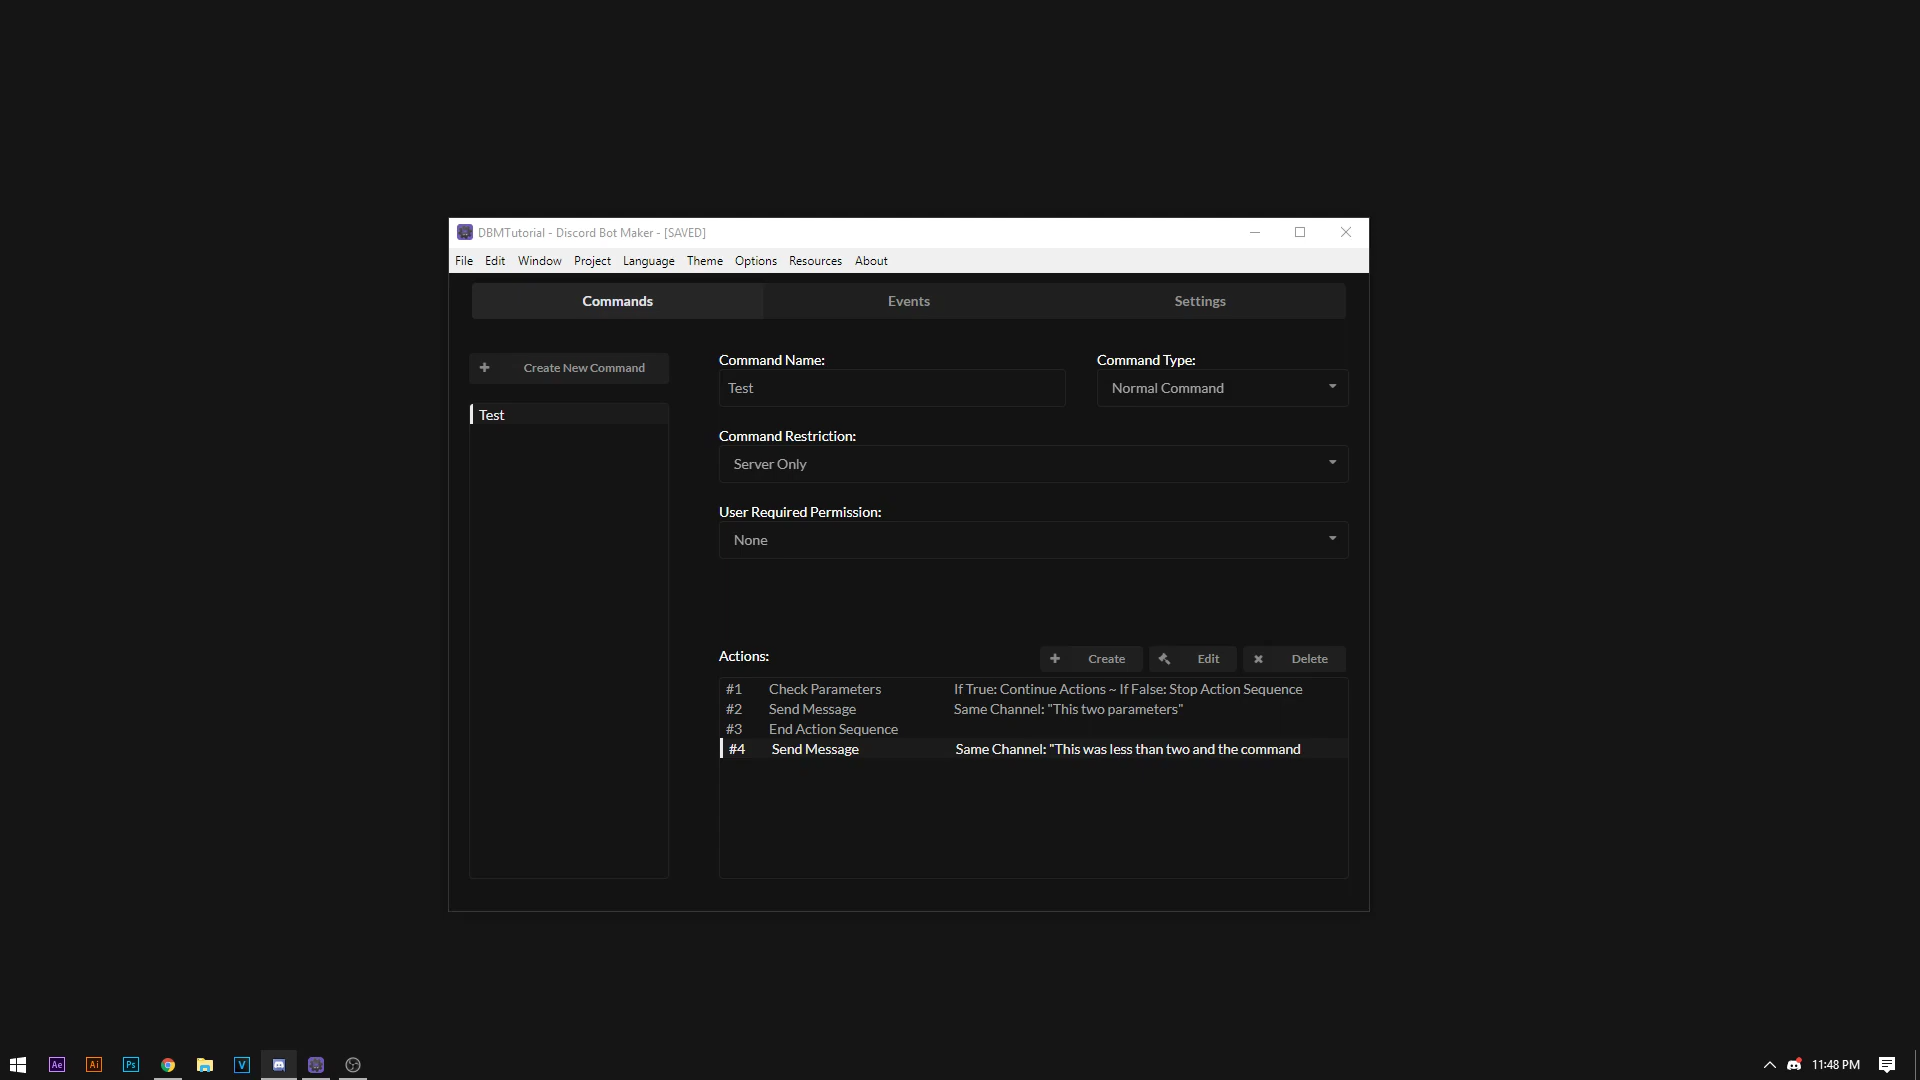 DBMTutorial - Discord Bot Maker - [SAVED]
File Edit Window Project Language Theme Options Resources About
Commands Events Settings
Create New Command
Test
Command Name:
Test
Command Type:
Normal Command
Command Restriction:
Server Only
User Required Permission:
None
Actions:
Create Edit Delete
#1 Check Parameters If True: Continue Actions ~ If False: Stop Action Sequence
#2 Send Message Same Channel: "This two parameters"
#3 End Action Sequence
#4 Send Message Same Channel: "This was less than two and the command
Ae Ai Ps V
11:48 PM